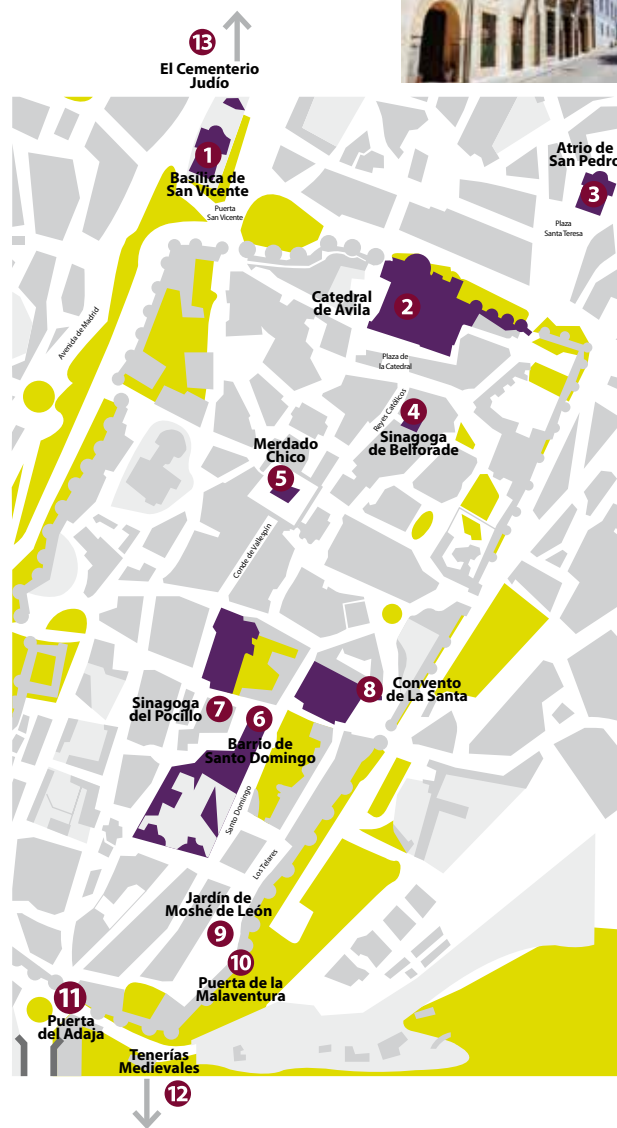 13
El Cementerio
Judío
1
Basílica de
San Vicente
Puerta
San Vicente
Atrio de
San Pedro
3
Plaza
Santa Teresa
Avenida de Madrid
Catedral
de Ávila
2
Plaza de
la Catedral
Reyes Católicos
4
Sinagoga
de Belforade
Merdado
Chico
5
Conde de Vallespín
Convento
de La Santa
8
Sinagoga
del Pocillo
7
6
Barrio de
Santo Domingo
Santo Domingo
Los Telares
Jardín de
Moshé de León
9
10
Puerta de la
Malaventura
11
Puerta
del Adaja
Tenerías
Medievales
12